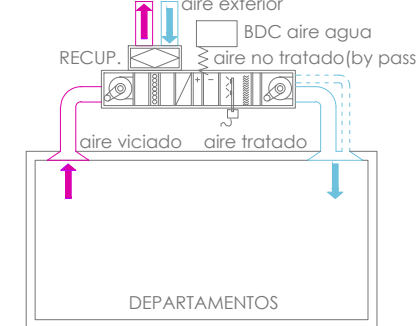 aire exterior
BDC aire agua
RECUP.
aire no tratado(by pass
+ -
aire viciado
aire tratado
DEPARTAMENTOS